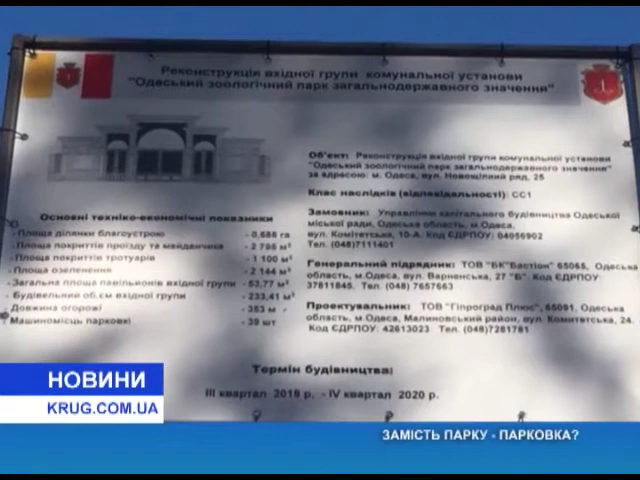 Реконструкція вхідної групи комунальної установи
"Одеський зоологічний парк загальнодержавного значення"
Об'єкт: Реконструкція вхідної групи комунальної установи
"Одеський зоологічний парк загальнодержавного значення"
за адресою: м. Одеса, вул. Новощіпний ряд, 25
Клас наслідків (відповідальності): СС1
Замовник: Управління капітального будівництва Одеської
міської ради, Одеська область, м.Одеса,
вул. Комітетська, 10-А. Код ЄДРПОУ: 04056902
Тел. (048)7111401
Генеральний підрядник: ТОВ "БК"Бастіон" 65065, Одеська
область, м.Одеса, вул. Варненська, 27 "Б". Код ЄДРПОУ:
37811845. Тел. (048) 7657663
Проектувальник: ТОВ "Гіпроград Плюс", 65091, Одеська
область, м.Одеса, Малиновський район, вул. Комітетська, 24.
Код ЄДРПОУ: 42613023 Тел. (048)7281781
Основні техніко-економічні показники
- Площа ділянки благоустрою - 0,686 га
- Площа покриттів проїзду та майданчика - 2 795 м²
- Площа покриттів тротуарів - 1 100 м²
- Площа озеленення - 2 144 м²
- Загальна площа павільйонів вхідної групи - 53,77 м²
- Будівельний об.єм вхідної групи - 233,41 м³
- Довжина огорожі - 353 м
- Машиномісць парковкі - 39 шт
Термін будівництва:
III квартал 2019 р. - IV квартал 2020 р.
НОВИНИ
KRUG.COM.UA
ЗАМІСТЬ ПАРКУ - ПАРКОВКА?